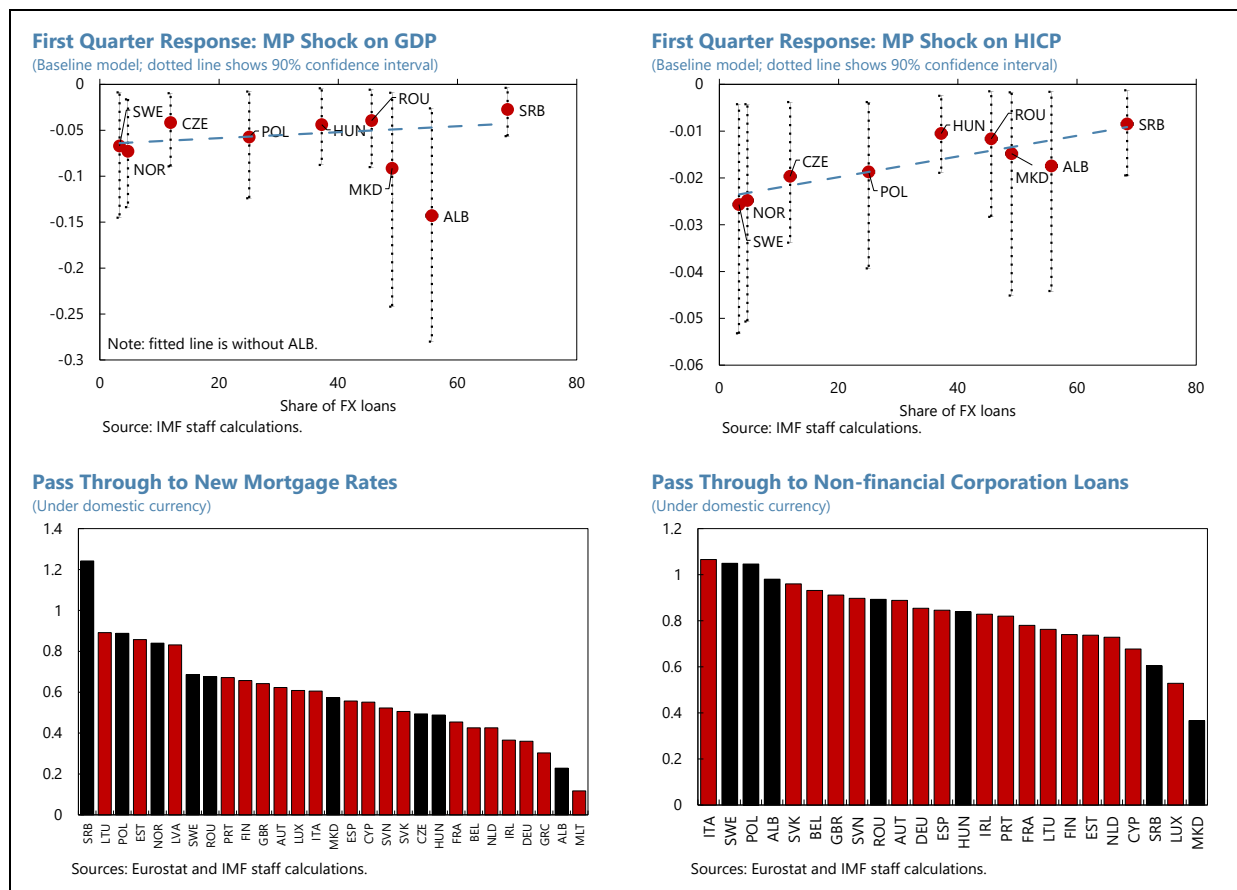 First Quarter Response: MP Shock on GDP
(Baseline model; dotted line shows 90% confidence interval)
0
-0.05
-0.1
-0.15
-0.2
-0.25
-0.3
SWE
NOR
CZE
POL
HUN
ROU
MKD
ALB
SRB
Note: fitted line is without ALB.
0 20 40 60 80
Share of FX loans
Source: IMF staff calculations.
First Quarter Response: MP Shock on HICP
(Baseline model; dotted line shows 90% confidence interval)
0
-0.01
-0.02
-0.03
-0.04
-0.05
-0.06
NOR
SWE
CZE
POL
HUN
ROU
MKD
ALB
SRB
0 20 40 60 80
Share of FX loans
Source: IMF staff calculations.
Pass Through to New Mortgage Rates
(Under domestic currency)
1.4
1.2
1
0.8
0.6
0.4
0.2
0
SRB LTU POL EST NOR LVA SWE ROU PRT FIN GBR AUT LUX ITA MKD ESP CYP SVN SVK CZE HUN FRA BEL NLD IRL DEU GRC ALB MLT
Sources: Eurostat and IMF staff calculations.
Pass Through to Non-financial Corporation Loans
(Under domestic currency)
1.2
1
0.8
0.6
0.4
0.2
0
ITA SWE POL ALB SVK BEL GBR SVN ROU AUT DEU ESP HUN IRL PRT FRA LTU FIN EST NLD CYP SRB LUX MKD
Sources: Eurostat and IMF staff calculations.